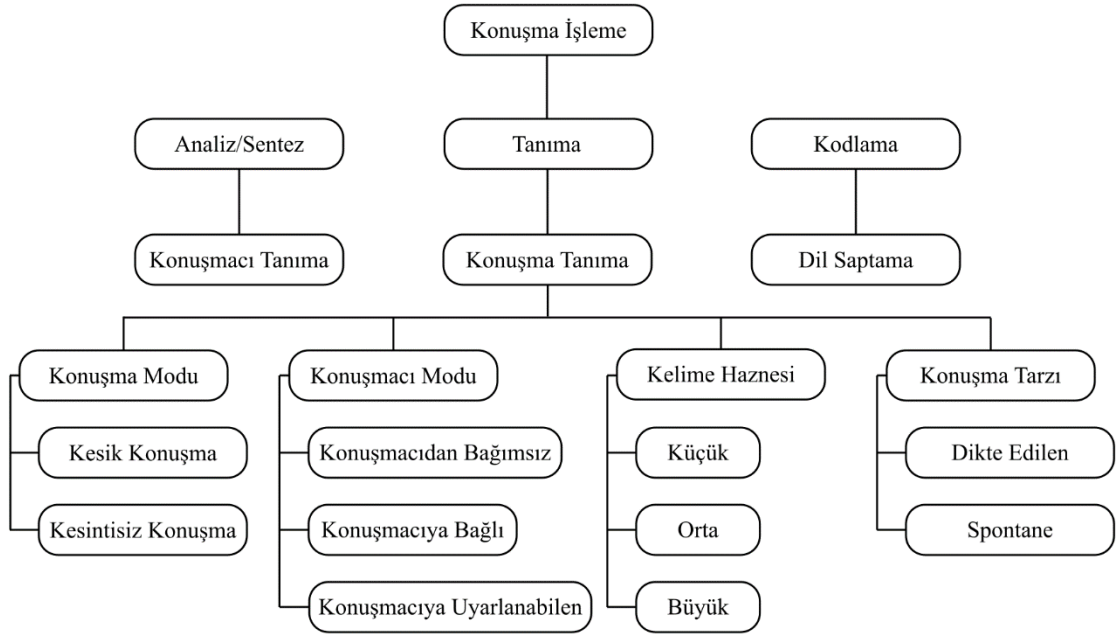 Konuşma İşleme
Analiz/Sentez
Tanıma
Kodlama
Konuşmacı Tanıma
Konuşma Tanıma
Dil Saptama
Konuşma Modu
Konuşmacı Modu
Kelime Haznesi
Konuşma Tarzı
Kesik Konuşma
Konuşmacıdan Bağımsız
Küçük
Dikte Edilen
Kesintisiz Konuşma
Konuşmacıya Bağlı
Orta
Spontane
Konuşmacıya Uyarlanabilen
Büyük